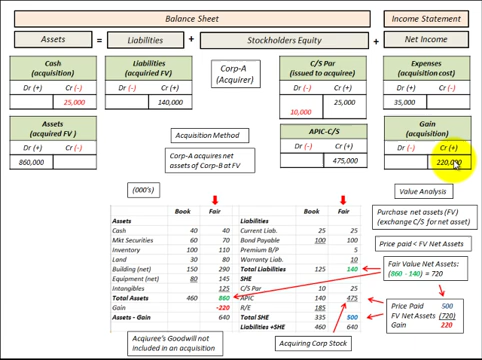 Balance Sheet
Income Statement
Assets = Liabilities + Stockholders Equity + Net Income
Cash
(acquisition)
Dr (+) Cr (-)
25,000
Liabilities
(acquiried FV)
Dr (-) Cr (+)
140,000
Corp-A
(Acquirer)
C/S Par
(issued to acquiree)
Dr (-) Cr (+)
25,000
10,000
Expenses
(acquisition cost)
Dr (+) Cr (-)
35,000
Assets
(acqured FV )
Dr (+) Cr (-)
860,000
Acquisition Method
Corp-A acquires net
assets of Corp-B at FV
APIC-C/S
Dr (-) Cr (+)
475,000
Gain
(acquisition)
Dr (-) Cr (+)
220,000
(000's)
Value Analysis
Purchase net assets (FV)
(exchange C/S for net asset)
Price paid < FV Net Assets
Fair Value Net Assets:
(860 - 140) = 720
Price Paid 500
FV Net Assets (720)
Gain 220
Book Fair Book Fair
Assets Liabilities
Cash 40 40 Current Liab. 25 25
Mkt Securities 60 70 Bond Payable 100 100
Inventory 100 110 Premium B/P 5
Land 30 80 Warranty Liab. 10
Building (net) 150 290 Total Liabilities 125 140
Equipment (net) 80 145 SHE
Intangibles 125 C/S Par 10 25
Total Assets 460 860 APIC 140 475
Gain -220 R/E 185
Assets - Gain 640 Total SHE 335 500
Liabilities +SHE 460 640
Acqiuree's Goodwill not
included in an acquisition
Acquiring Corp Stock